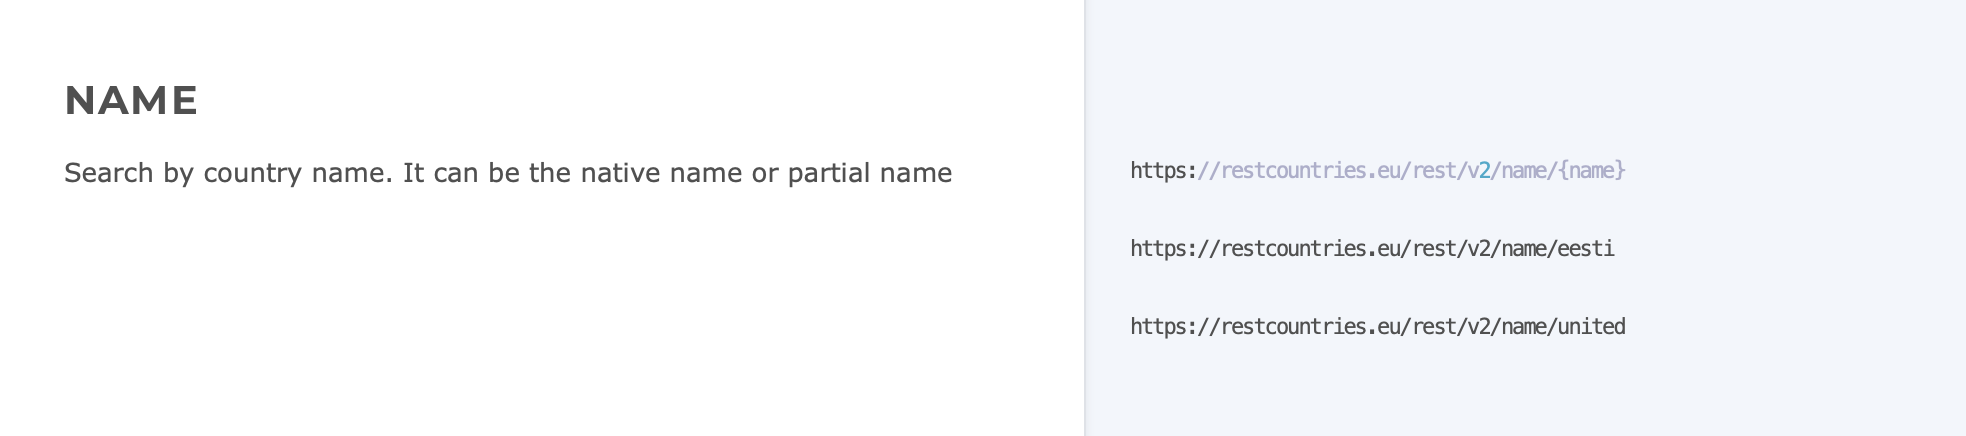 NAME
Search by country name. It can be the native name or partial name
https://restcountries.eu/rest/v2/name/{name}
https://restcountries.eu/rest/v2/name/eesti
https://restcountries.eu/rest/v2/name/united